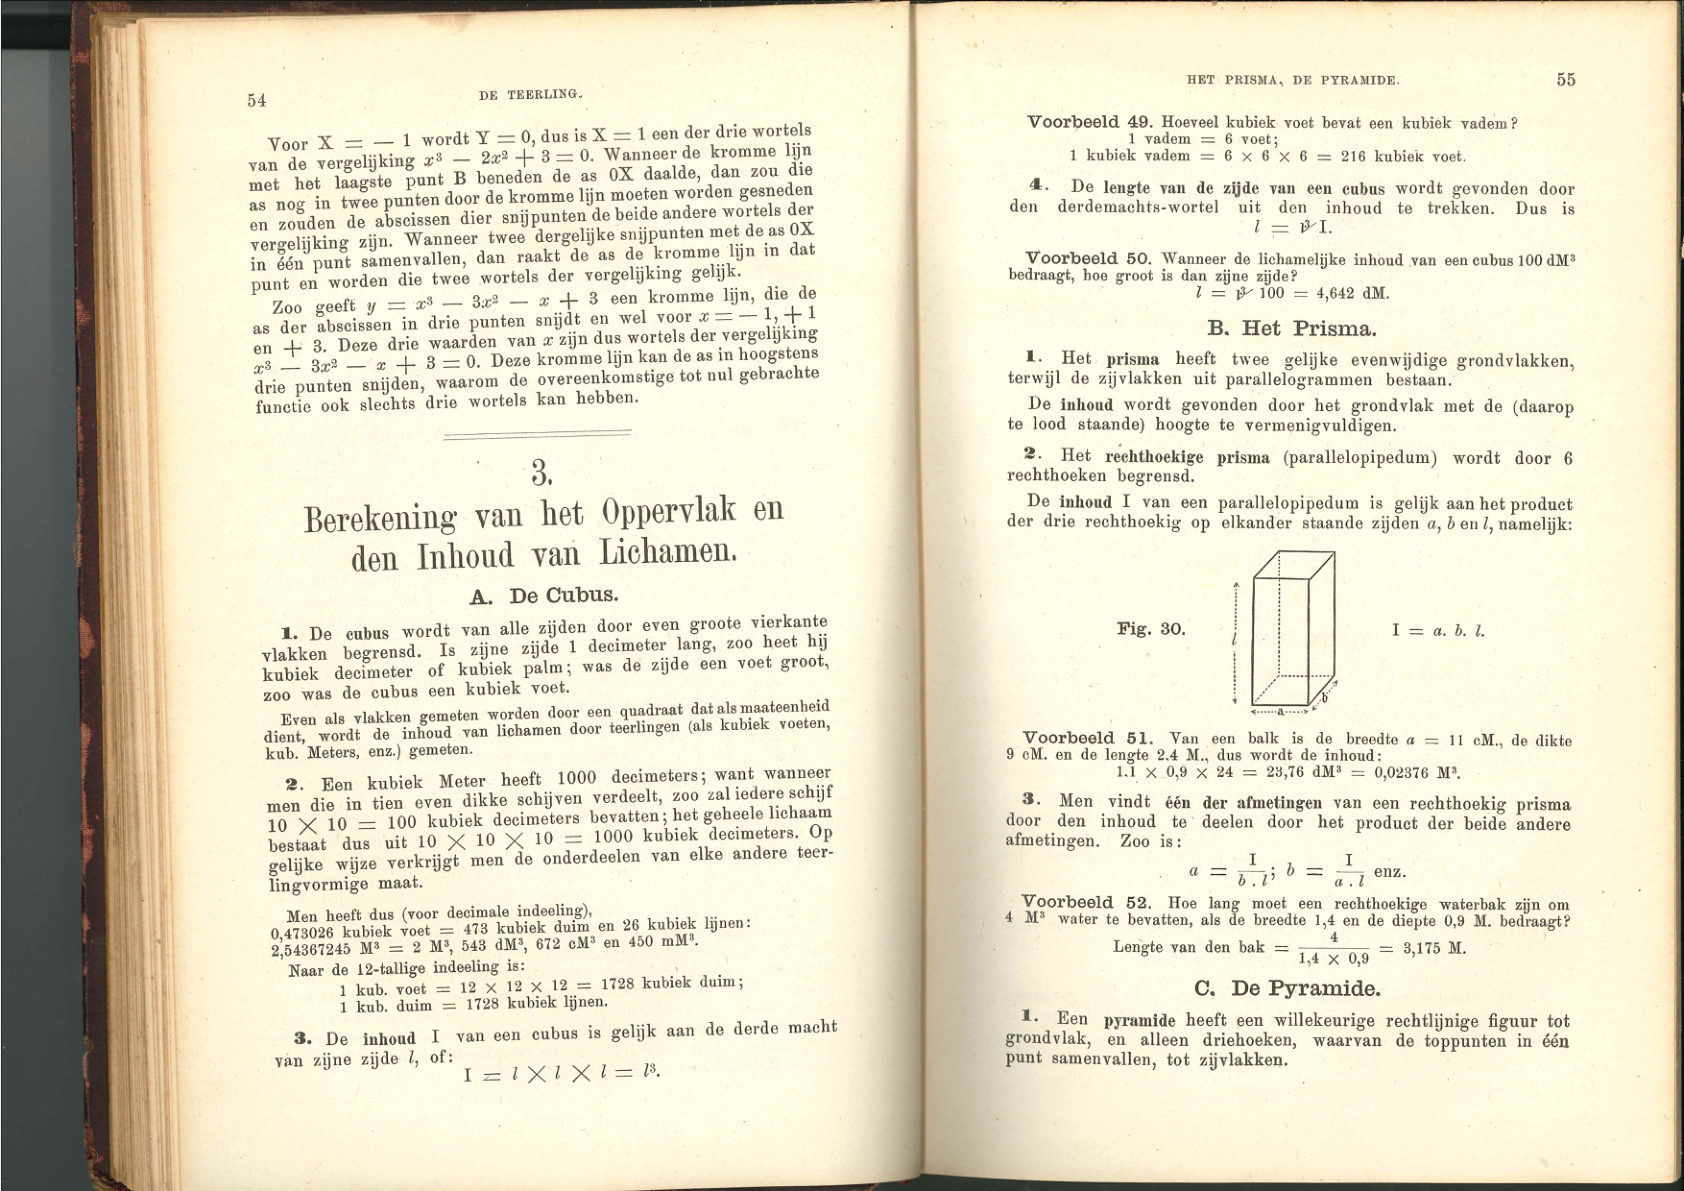 54
DE TEERLING.
Voor X = — 1 wordt Y = 0, dus is X = 1 een der drie wortels
van de vergelijking x³ — 2x² + 3 = 0. Wanneer de kromme lijn
met het laagste punt B beneden de as OX daalde, dan zou die
as nog in twee punten door de kromme lijn moeten worden gesneden
en zouden de abscissen dier snijpunten de beide andere wortels der
vergelijking zijn. Wanneer twee dergelijke snijpunten met de as OX
in één punt samenvallen, dan raakt de as de kromme lijn in dat
punt en worden die twee wortels der vergelijking gelijk.
Zoo geeft y = x³ — 3x² — x + 3 een kromme lijn, die de
as der abscissen in drie punten snijdt en wel voor x = — 1, + 1
en + 3. Deze drie waarden van x zijn dus wortels der vergelijking
x³ — 3x² — x + 3 = 0. Deze kromme lijn kan de as in hoogstens
drie punten snijden, waarom de overeenkomstige tot nul gebrachte
functie ook slechts drie wortels kan hebben.
3.
Berekening van het Oppervlak en
den Inhoud van Lichamen.
A. De Cubus.
1. De cubus wordt van alle zijden door even groote vierkante
vlakken begrensd. Is zijne zijde 1 decimeter lang, zoo heet hij
kubiek decimeter of kubiek palm; was de zijde een voet groot,
zoo was de cubus een kubiek voet.
Even als vlakken gemeten worden door een quadraat dat als maateenheid
dient, wordt de inhoud van lichamen door teerlingen (als kubiek voeten,
kub. Meters, enz.) gemeten.
2. Een kubiek Meter heeft 1000 decimeters; want wanneer
men die in tien even dikke schijven verdeelt, zoo zal iedere schijf
10 × 10 = 100 kubiek decimeters bevatten; het geheele lichaam
bestaat dus uit 10 × 10 × 10 = 1000 kubiek decimeters. Op
gelijke wijze verkrijgt men de onderdeelen van elke andere teer-
lingvormige maat.
Men heeft dus (voor decimale indeeling),
0,473026 kubiek voet = 473 kubiek duim en 26 kubiek lijnen:
2,54367245 M³ = 2 M³, 543 dM³, 672 cM³ en 450 mM³.
Naar de 12-tallige indeeling is:
1 kub. voet = 12 × 12 × 12 = 1728 kubiek duim;
1 kub. duim = 1728 kubiek lijnen.
3. De inhoud I van een cubus is gelijk aan de derde macht
van zijne zijde l, of:
I = l × l × l = l³.
HET PRISMA, DE PYRAMIDE.
55
Voorbeeld 49. Hoeveel kubiek voet bevat een kubiek vadem?
1 vadem = 6 voet;
1 kubiek vadem = 6 × 6 × 6 = 216 kubiek voet.
4. De lengte van de zijde van een cubus wordt gevonden door
den derdemachts-wortel uit den inhoud te trekken. Dus is
l = ∛I.
Voorbeeld 50. Wanneer de lichamelijke inhoud van een cubus 100 dM³
bedraagt, hoe groot is dan zijne zijde?
l = ∛100 = 4,642 dM.
B. Het Prisma.
1. Het prisma heeft twee gelijke evenwijdige grondvlakken,
terwijl de zijvlakken uit parallelogrammen bestaan.
De inhoud wordt gevonden door het grondvlak met de (daarop
te lood staande) hoogte te vermenigvuldigen.
2. Het rechthoekige prisma (parallelopipedum) wordt door 6
rechthoeken begrensd.
De inhoud I van een parallelopipedum is gelijk aan het product
der drie rechthoekig op elkander staande zijden a, b en l, namelijk:
Fig. 30.
l
a
b
I = a. b. l.
Voorbeeld 51. Van een balk is de breedte a = 11 cM., de dikte
9 cM. en de lengte 2.4 M., dus wordt de inhoud:
1.1 × 0,9 × 24 = 23,76 dM³ = 0,02376 M³.
3. Men vindt één der afmetingen van een rechthoekig prisma
door den inhoud te deelen door het product der beide andere
afmetingen. Zoo is:
a = I / b . l; b = I / a . l enz.
Voorbeeld 52. Hoe lang moet een rechthoekige waterbak zijn om
4 M³ water te bevatten, als de breedte 1,4 en de diepte 0,9 M. bedraagt?
Lengte van den bak = 4 / 1,4 × 0,9 = 3,175 M.
C. De Pyramide.
1. Een pyramide heeft een willekeurige rechtlijnige figuur tot
grondvlak, en alleen driehoeken, waarvan de toppunten in één
punt samenvallen, tot zijvlakken.